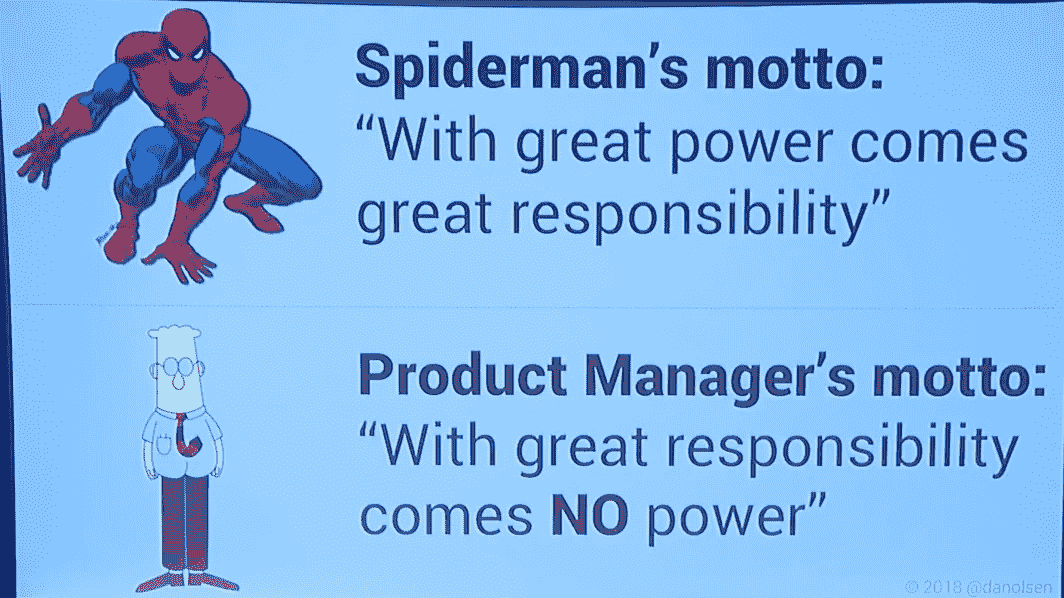 Spiderman's motto:
“With great power comes
great responsibility”
Product Manager's motto:
“With great responsibility
comes NO power”
© 2018 @danolsen